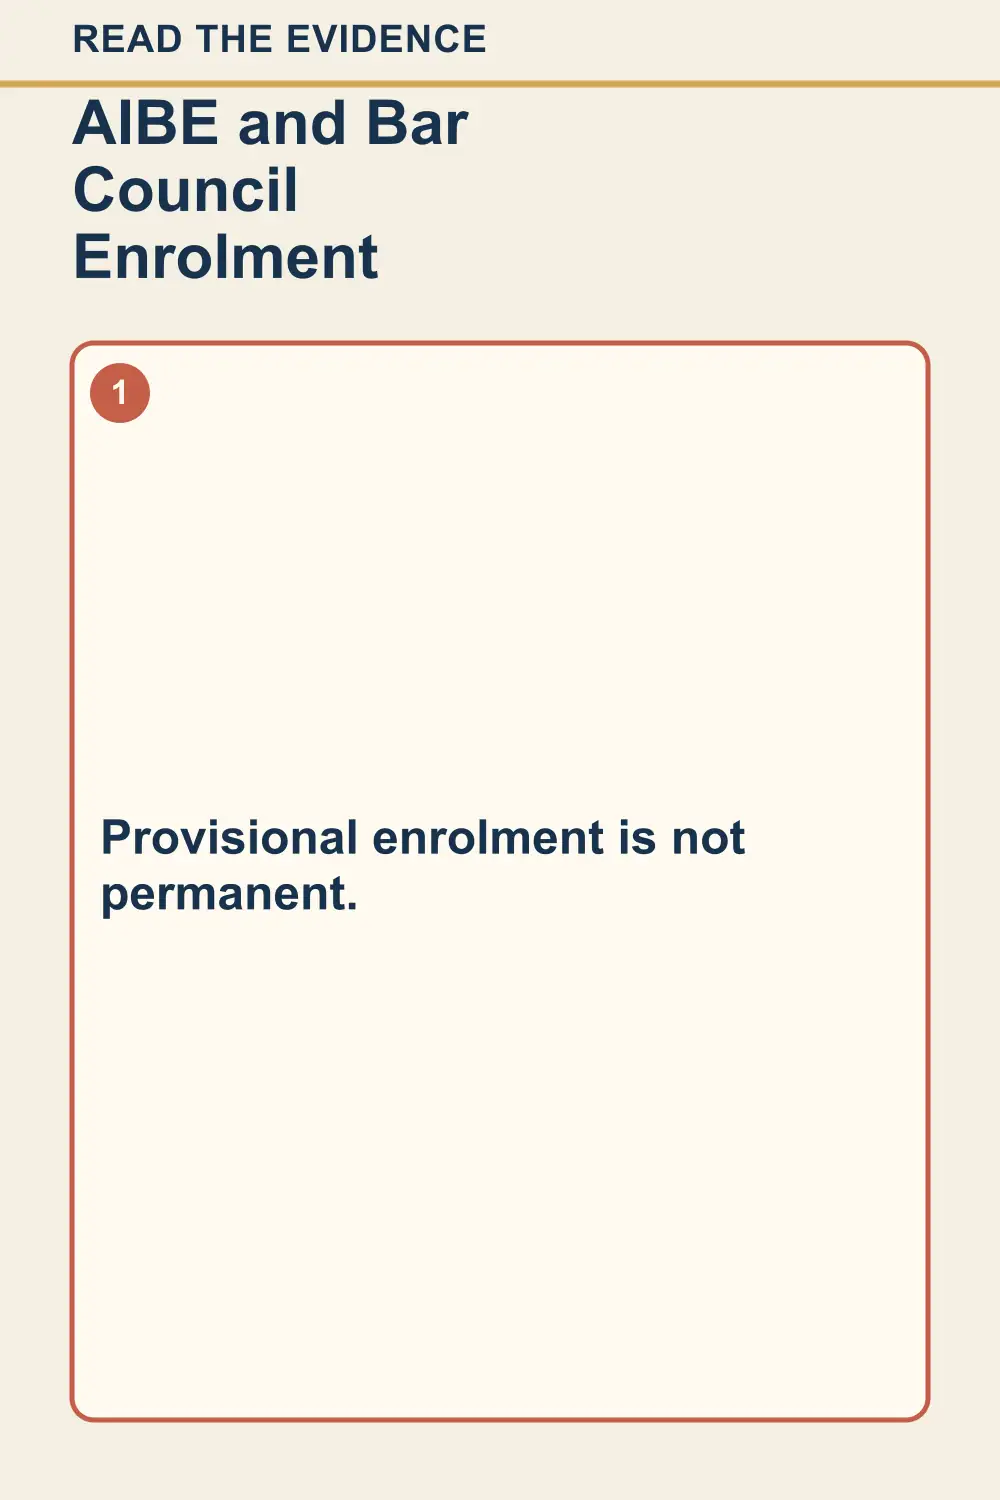 READ THE EVIDENCE
AIBE and Bar
Council
Enrolment
1
Provisional enrolment is not
permanent.